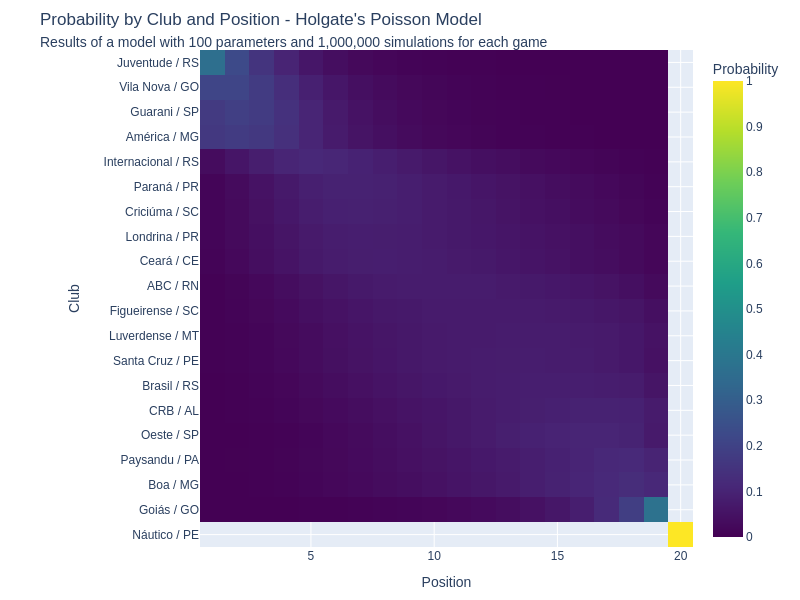 Probability by Club and Position - Holgate's Poisson Model
Results of a model with 100 parameters and 1,000,000 simulations for each game
Probability
1
0.9
0.8
0.7
0.6
0.5
0.4
0.3
0.2
0.1
0
Club
Juventude / RS
Vila Nova / GO
Guarani / SP
América / MG
Internacional / RS
Paraná / PR
Criciúma / SC
Londrina / PR
Ceará / CE
ABC / RN
Figueirense / SC
Luverdense / MT
Santa Cruz / PE
Brasil / RS
CRB / AL
Oeste / SP
Paysandu / PA
Boa / MG
Goiás / GO
Náutico / PE
5 10 15 20
Position